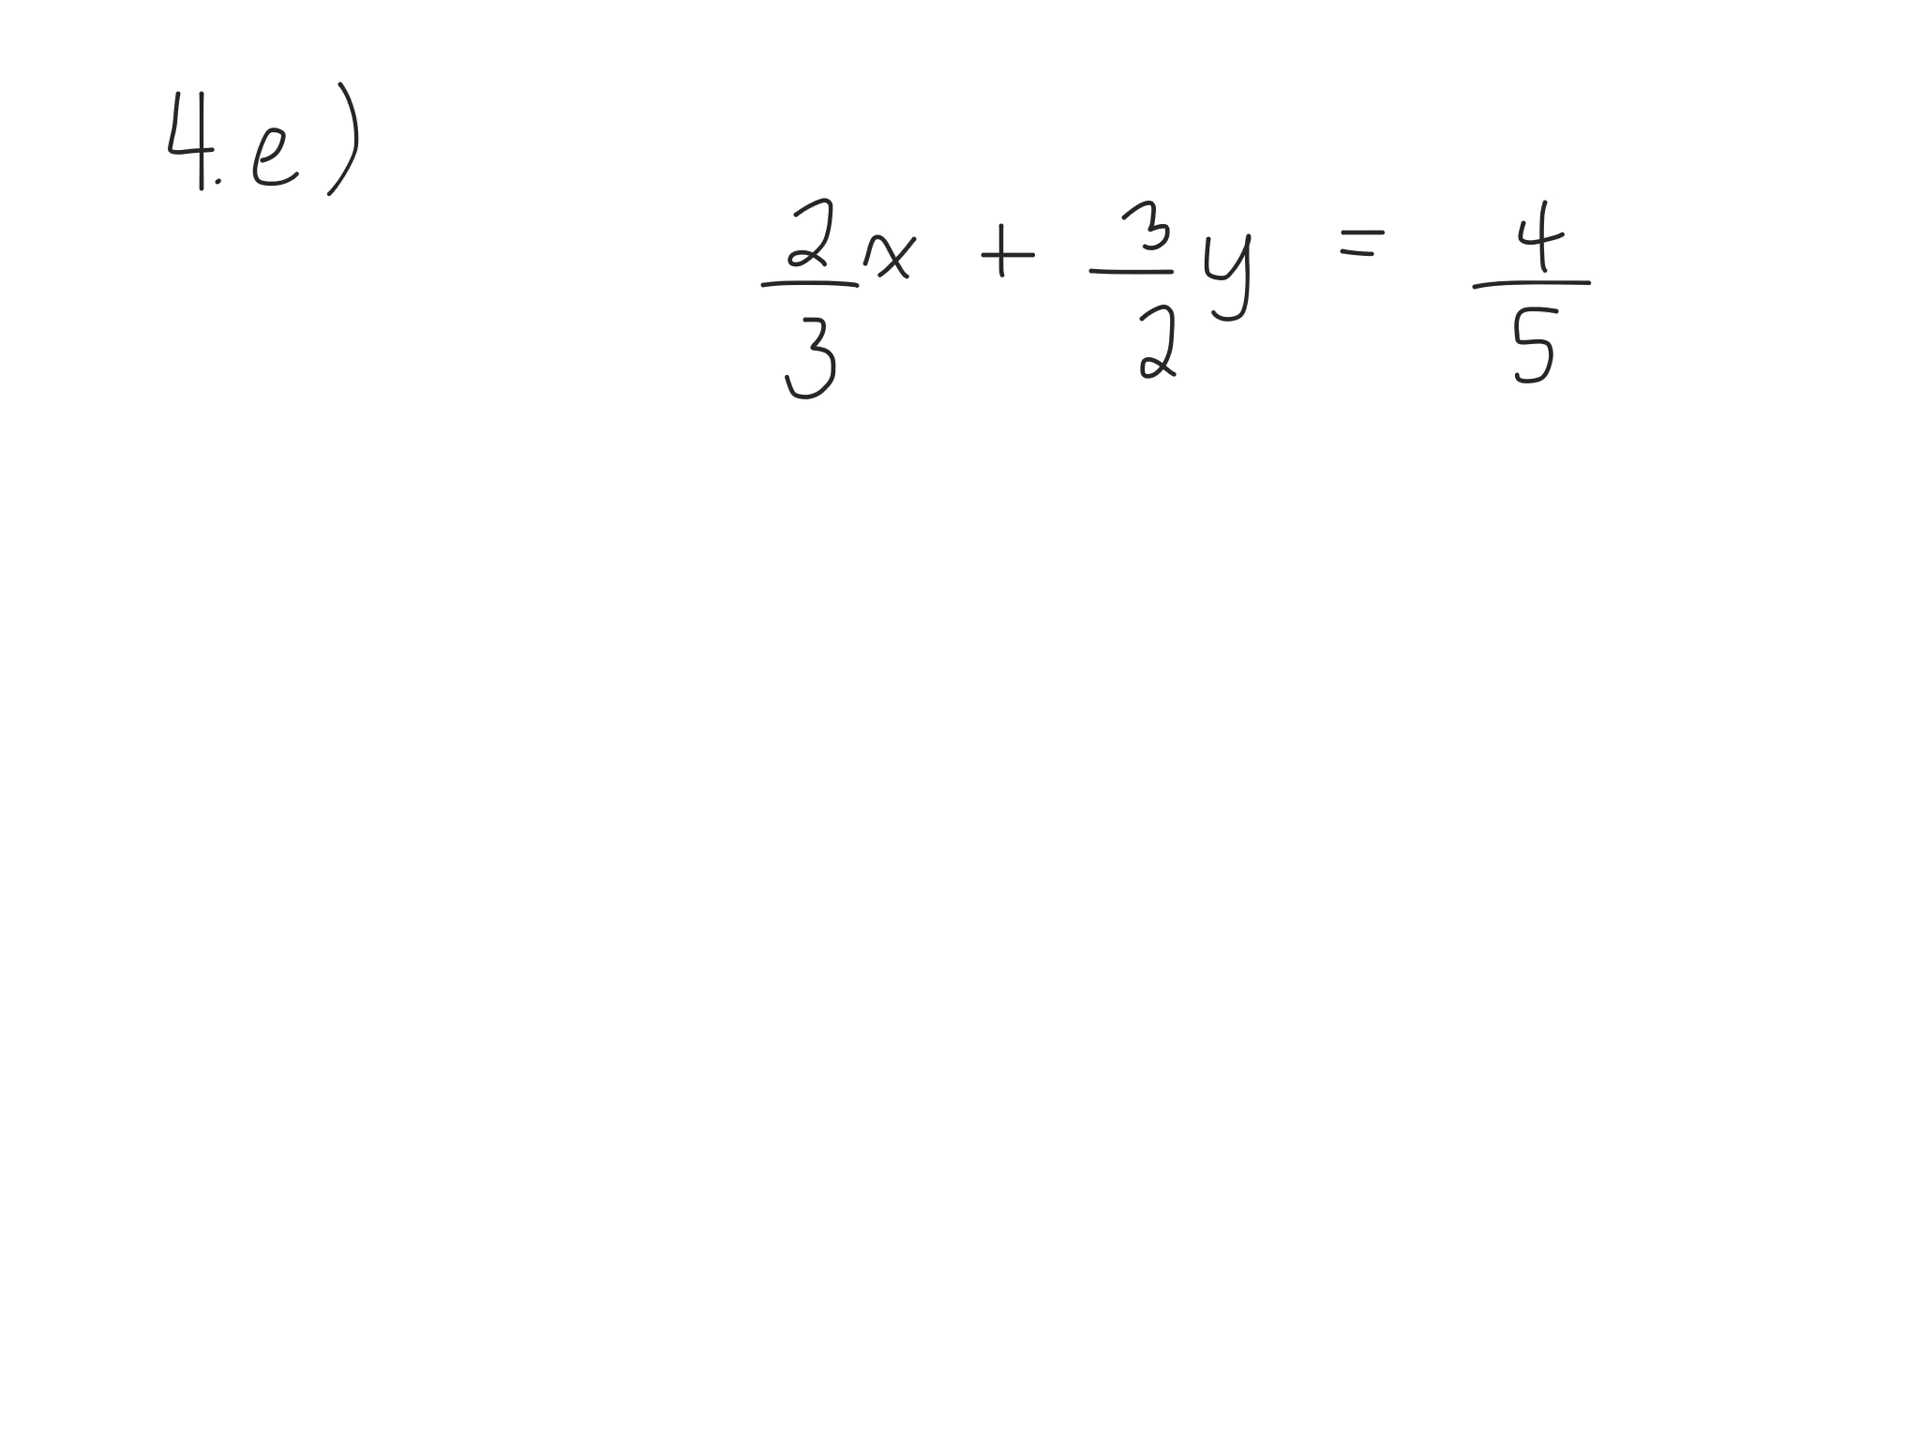 4. e)
2/3 x + 3/2 y = 4/5